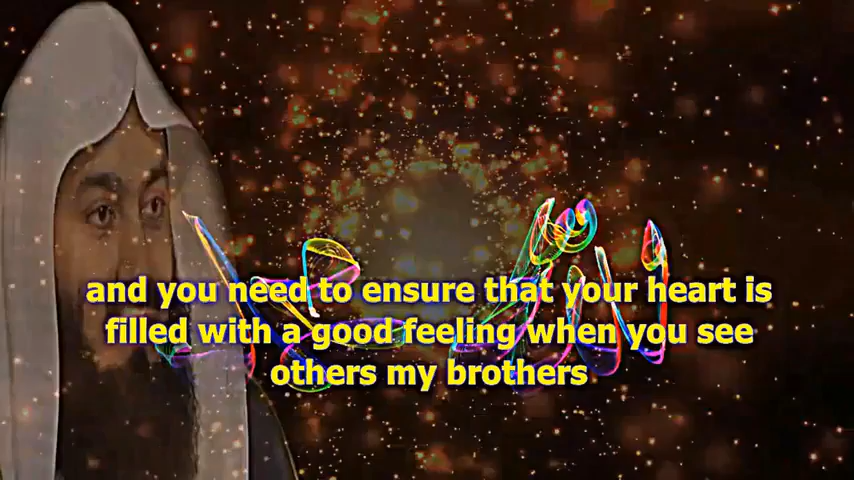 and you need to ensure that your heart is
filled with a good feeling when you see
others my brothers